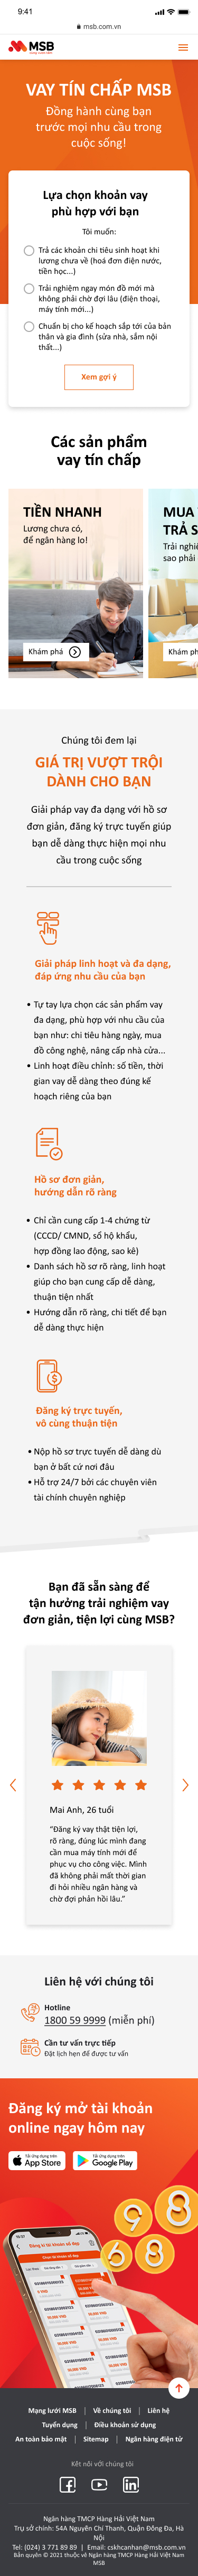 9:41
msb.com.vn
MSB
VAY TÍN CHẤP MSB
Đồng hành cùng bạn
trước mọi nhu cầu trong
cuộc sống!
Lựa chọn khoản vay
phù hợp với bạn
Tôi muốn:
Trả các khoản chi tiêu sinh hoạt khi
lương chưa về (hoá đơn điện nước,
tiền học...)
Trải nghiệm ngay món đồ mới mà
không phải chờ đợi lâu (điện thoại,
máy tính mới...)
Chuẩn bị cho kế hoạch sắp tới của bản
thân và gia đình (sửa nhà, sắm nội
thất...)
Xem gợi ý
Các sản phẩm
vay tín chấp
TIỀN NHANH
Lương chưa có,
để ngân hàng lo!
Khám phá
MUA
TRẢ S
Trải nghiệ
sao phải
Khám ph
Chúng tôi đem lại
GIÁ TRỊ VƯỢT TRỘI
DÀNH CHO BẠN
Giải pháp vay đa dạng với hồ sơ
đơn giản, đăng ký trực tuyến giúp
bạn dễ dàng thực hiện mọi nhu
cầu trong cuộc sống
Giải pháp linh hoạt và đa dạng,
đáp ứng nhu cầu của bạn
• Tự tay lựa chọn các sản phẩm vay
đa dạng, phù hợp với nhu cầu của
bạn như: chi tiêu hàng ngày, mua
đồ công nghệ, nâng cấp nhà cửa...
• Linh hoạt điều chỉnh: số tiền, thời
gian vay dễ dàng theo đúng kế
hoạch riêng của bạn
Hồ sơ đơn giản,
hướng dẫn rõ ràng
• Chỉ cần cung cấp 1-4 chứng từ
(CCCD/ CMND, sổ hộ khẩu,
hợp đồng lao động, sao kê)
• Danh sách hồ sơ rõ ràng, linh hoạt
giúp cho bạn cung cấp dễ dàng,
thuận tiện nhất
• Hướng dẫn rõ ràng, chi tiết để bạn
dễ dàng thực hiện
Đăng ký trực tuyến,
vô cùng thuận tiện
• Nộp hồ sơ trực tuyến dễ dàng dù
bạn ở bất cứ nơi đâu
• Hỗ trợ 24/7 bởi các chuyên viên
tài chính chuyên nghiệp
Bạn đã sẵn sàng để
tận hưởng trải nghiệm vay
đơn giản, tiện lợi cùng MSB?
Mai Anh, 26 tuổi
“Đăng ký vay thật tiện lợi,
rõ ràng, đúng lúc mình đang
cần mua máy tính mới để
phục vụ cho công việc. Mình
đã không phải mất thời gian
đi hỏi nhiều ngân hàng và
chờ đợi phản hồi lâu.”
Liên hệ với chúng tôi
Hotline
1800 59 9999 (miễn phí)
Cần tư vấn trực tiếp
Đặt lịch hẹn để được tư vấn
Đăng ký mở tài khoản
online ngay hôm nay
Tải ứng dụng trên
App Store
Tải ứng dụng trên
Google Play
9
8
6
8
Mạng lưới MSB | Về chúng tôi | Liên hệ
Tuyển dụng | Điều khoản sử dụng
An toàn bảo mật | Sitemap | Ngân hàng điện tử
Kết nối với chúng tôi
Ngân hàng TMCP Hàng Hải Việt Nam
Trụ sở chính: 54A Nguyễn Chí Thanh, Quận Đống Đa, Hà
Nội
Tel: (024) 3 771 89 89 | Email: cskhcanhan@msb.com.vn
Bản quyền © 2021 thuộc về Ngân hàng TMCP Hàng Hải Việt Nam
MSB